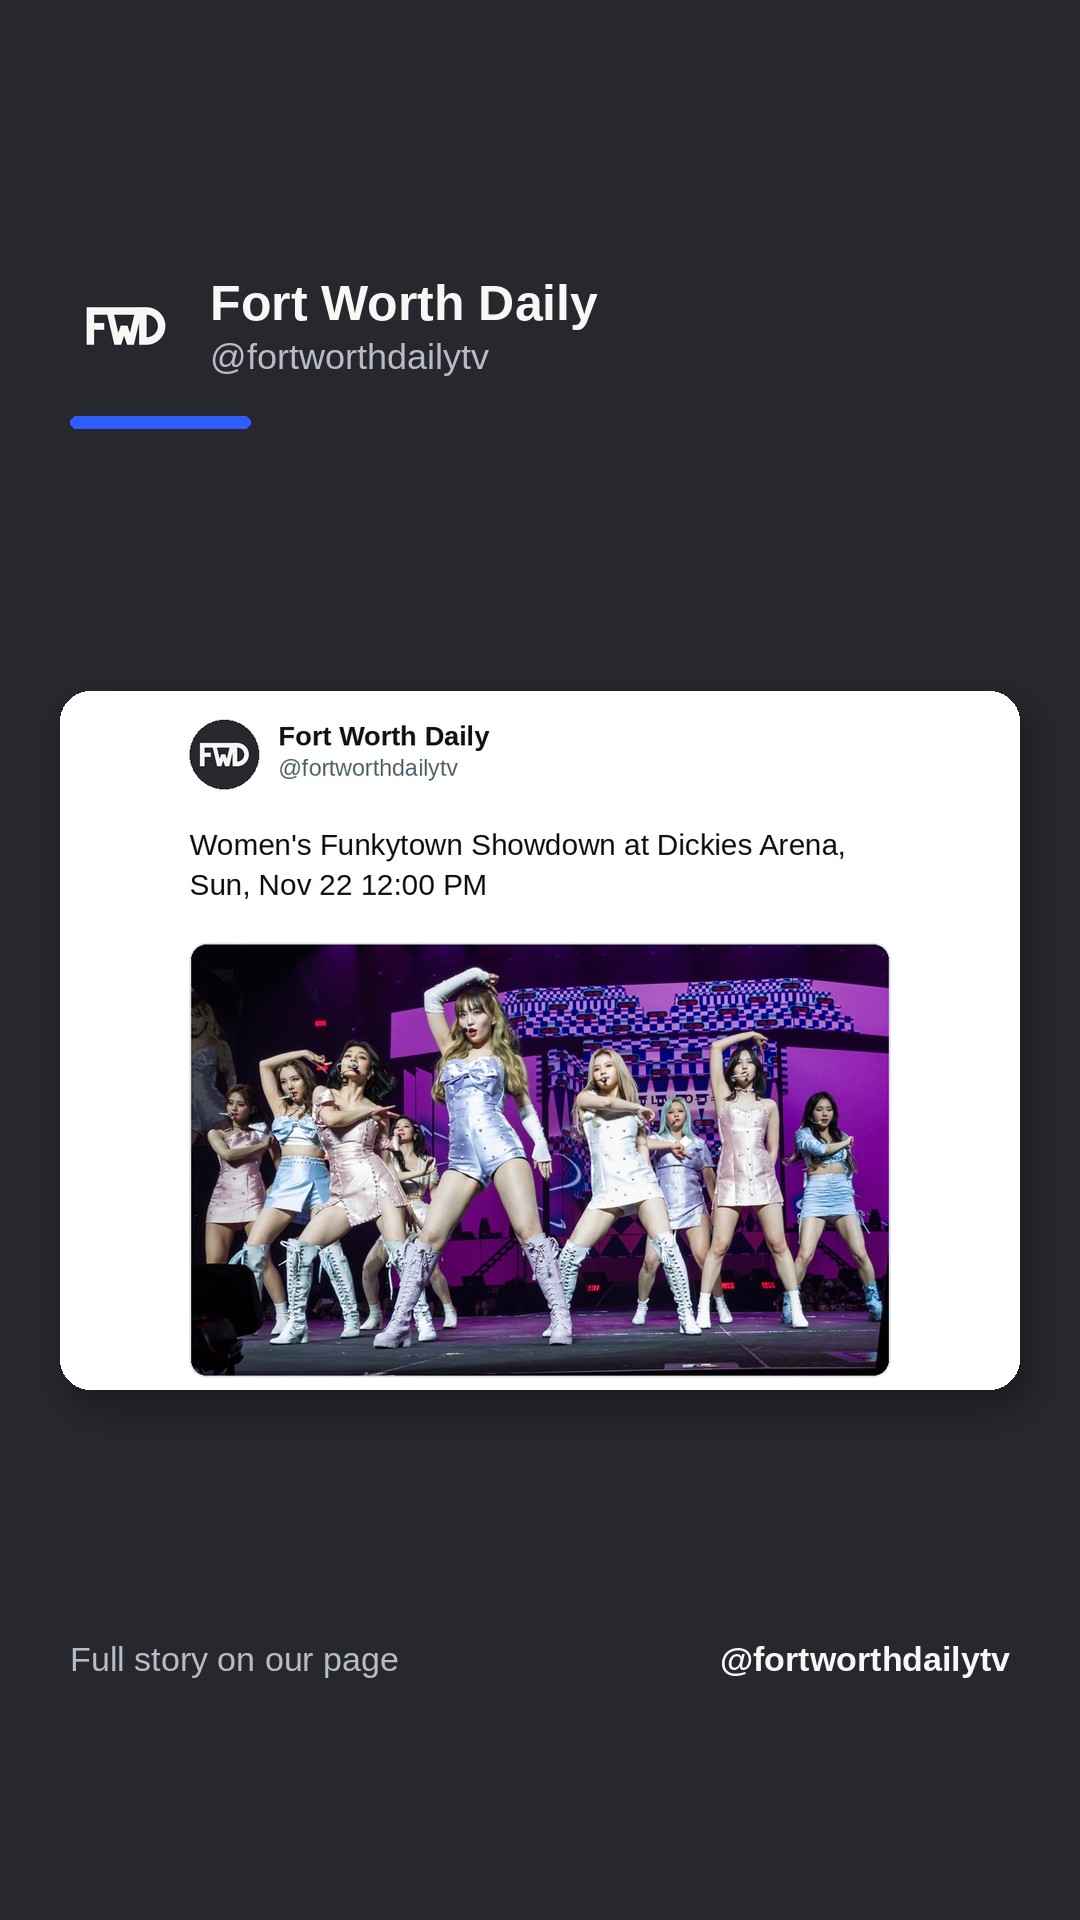 FWD
Fort Worth Daily
@fortworthdailytv
FWD
Fort Worth Daily
@fortworthdailytv
Women's Funkytown Showdown at Dickies Arena,
Sun, Nov 22 12:00 PM
Full story on our page
@fortworthdailytv